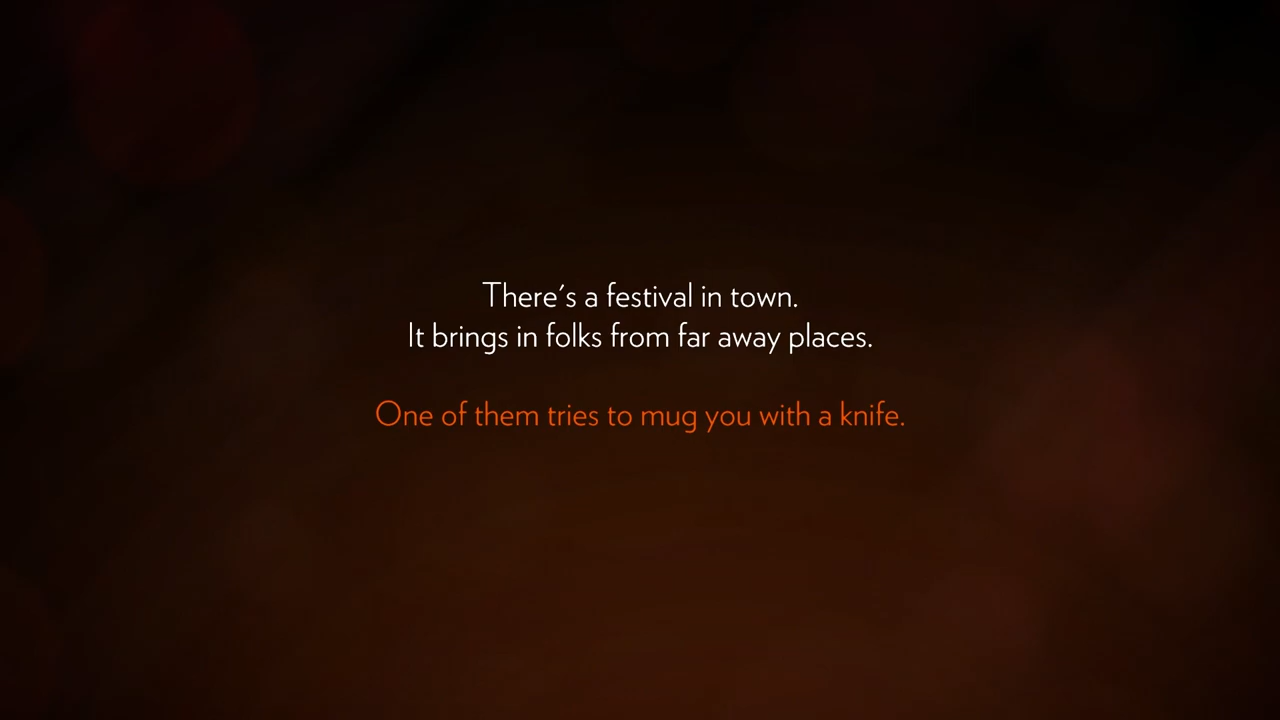 There's a festival in town.
It brings in folks from far away places.
One of them tries to mug you with a knife.